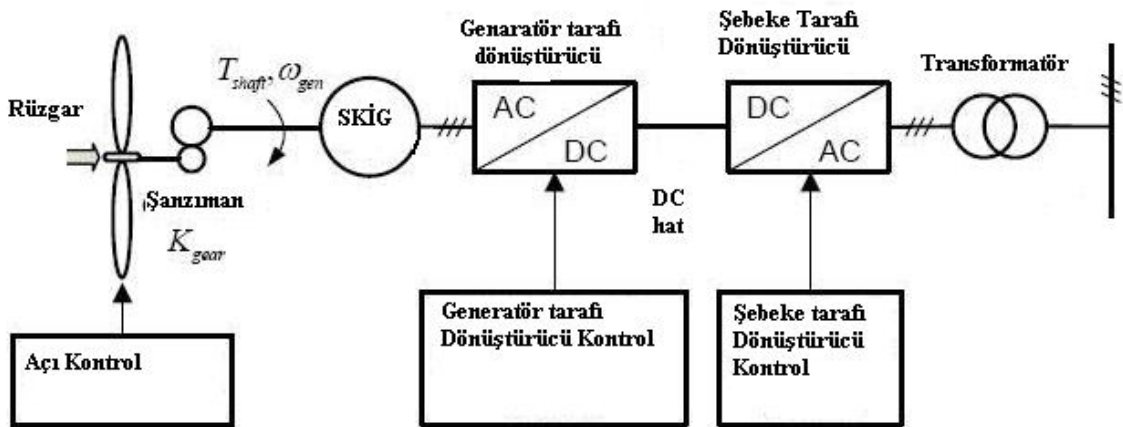 Genaratör tarafı
dönüştürücü
Şebeke Tarafı
Dönüştürücü
Transformatör
Rüzgar
T_shaft, ω_gen
SKİG
AC
DC
DC
AC
Şanzıman
K_gear
DC
hat
Açı Kontrol
Generatör tarafı
Dönüştürücü Kontrol
Şebeke tarafı
Dönüştürücü
Kontrol